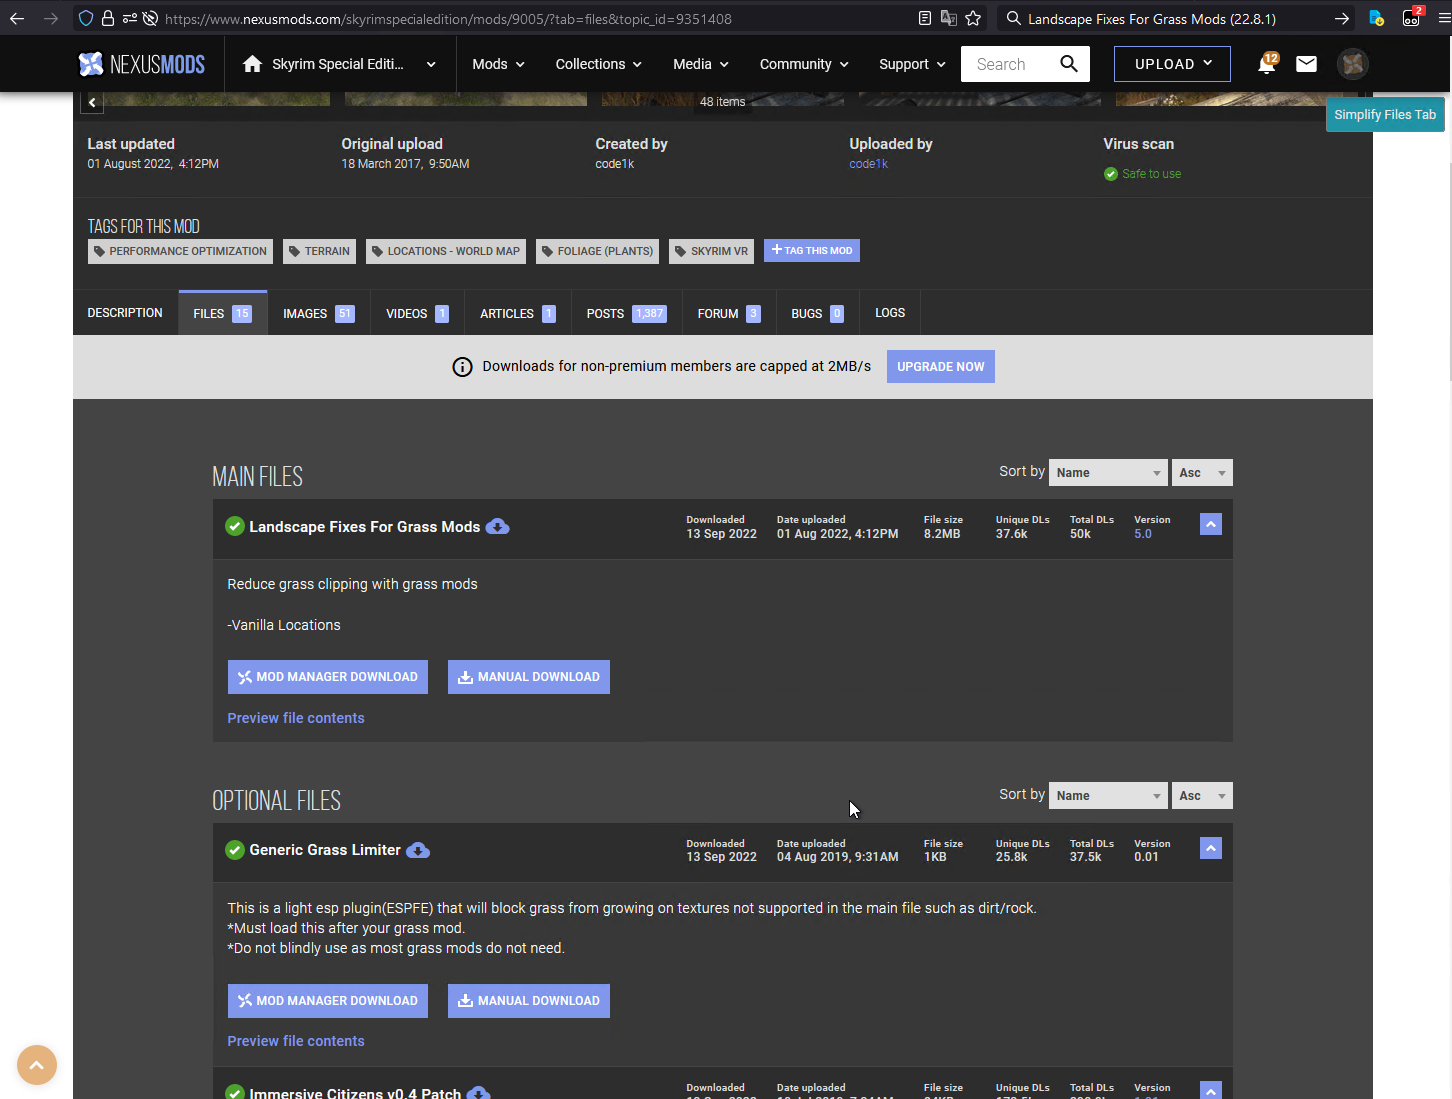 https://www.nexusmods.com/skyrimspecialedition/mods/9005/?tab=files&topic_id=9351408
Landscape Fixes For Grass Mods (22.8.1)
2
NEXUSMODS
Skyrim Special Editi...
Mods
Collections
Media
Community
Support
Search
UPLOAD
12
48 items
Simplify Files Tab
Last updated
01 August 2022, 4:12PM
Original upload
18 March 2017, 9:50AM
Created by
code1k
Uploaded by
code1k
Virus scan
Safe to use
TAGS FOR THIS MOD
PERFORMANCE OPTIMIZATION
TERRAIN
LOCATIONS - WORLD MAP
FOLIAGE (PLANTS)
SKYRIM VR
TAG THIS MOD
DESCRIPTION
FILES 15
IMAGES 51
VIDEOS 1
ARTICLES 1
POSTS 1,387
FORUM 3
BUGS 0
LOGS
Downloads for non-premium members are capped at 2MB/s
UPGRADE NOW
MAIN FILES
Sort by Name Asc
Landscape Fixes For Grass Mods
Downloaded
13 Sep 2022
Date uploaded
01 Aug 2022, 4:12PM
File size
8.2MB
Unique DLs
37.6k
Total DLs
50k
Version
5.0
Reduce grass clipping with grass mods
-Vanilla Locations
MOD MANAGER DOWNLOAD
MANUAL DOWNLOAD
Preview file contents
OPTIONAL FILES
Sort by Name Asc
Generic Grass Limiter
Downloaded
13 Sep 2022
Date uploaded
04 Aug 2019, 9:31AM
File size
1KB
Unique DLs
25.8k
Total DLs
37.5k
Version
0.01
This is a light esp plugin(ESPFE) that will block grass from growing on textures not supported in the main file such as dirt/rock.
*Must load this after your grass mod.
*Do not blindly use as most grass mods do not need.
MOD MANAGER DOWNLOAD
MANUAL DOWNLOAD
Preview file contents
Immersive Citizens v0.4 Patch
Downloaded
Date uploaded
File size
Unique DLs
Total DLs
Version